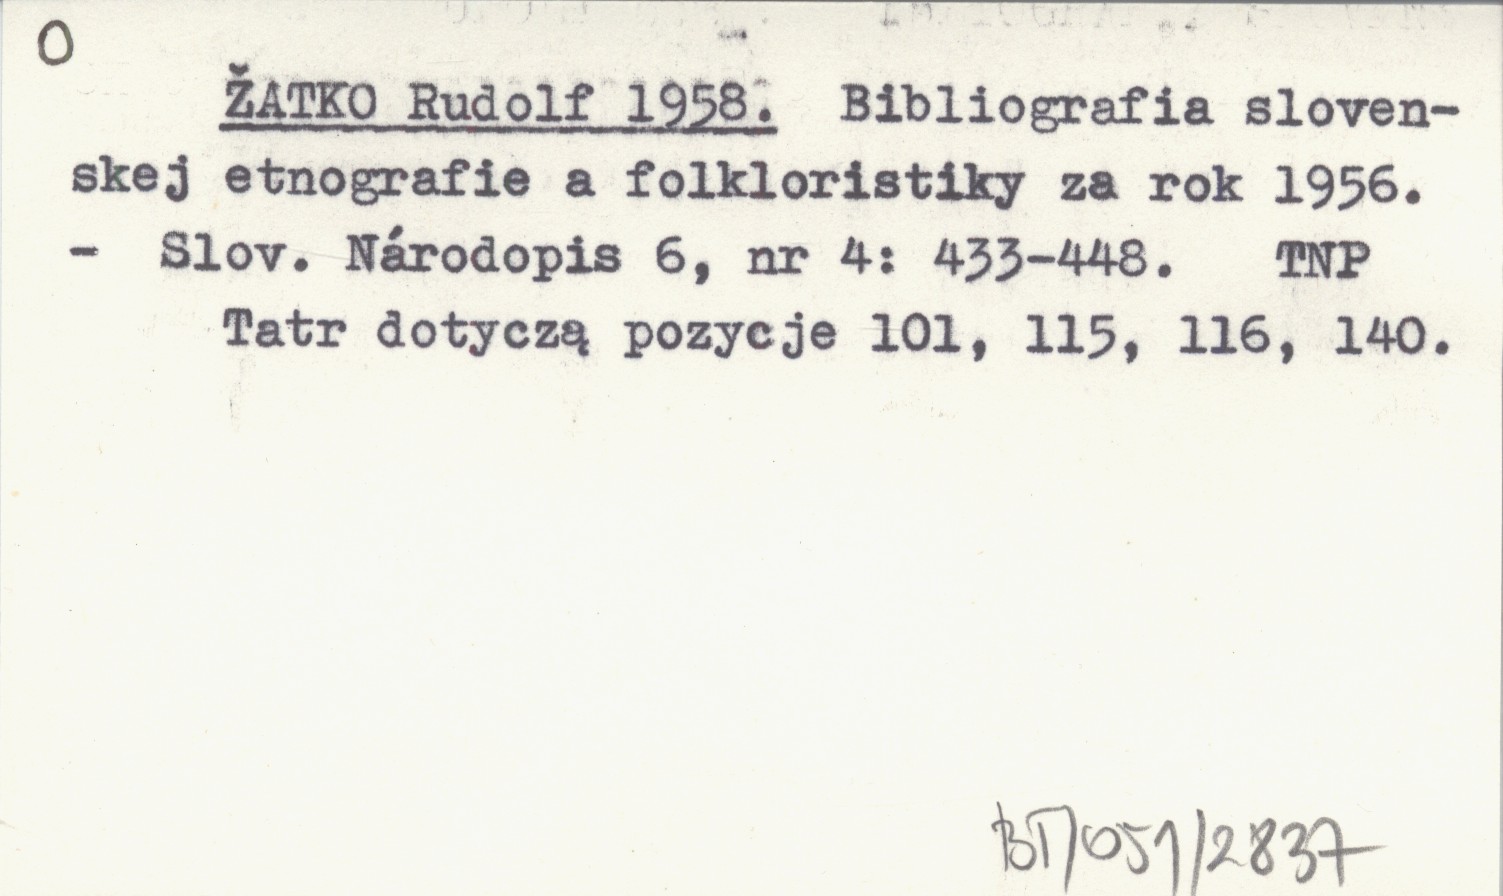 O
ŽATKO Rudolf 1958. Bibliografia sloven-
skej etnografie a folkloristiky za rok 1956.
- Slov. Národopis 6, nr 4: 433-448. TNP
Tatr dotyczą pozycje 101, 115, 116, 140.
BT/051/2837